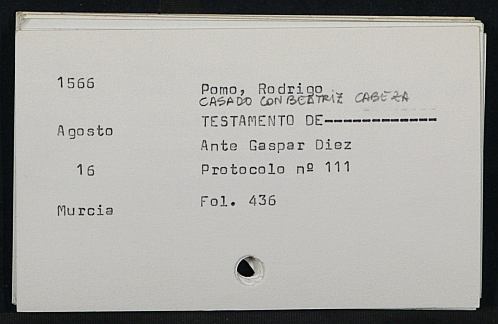 1566 Pomo, Rodrigo
CASADO CON BEATRIZ CABEZA
Agosto TESTAMENTO DE------------
Ante Gaspar Diez
16 Protocolo nº 111
Murcia Fol. 436